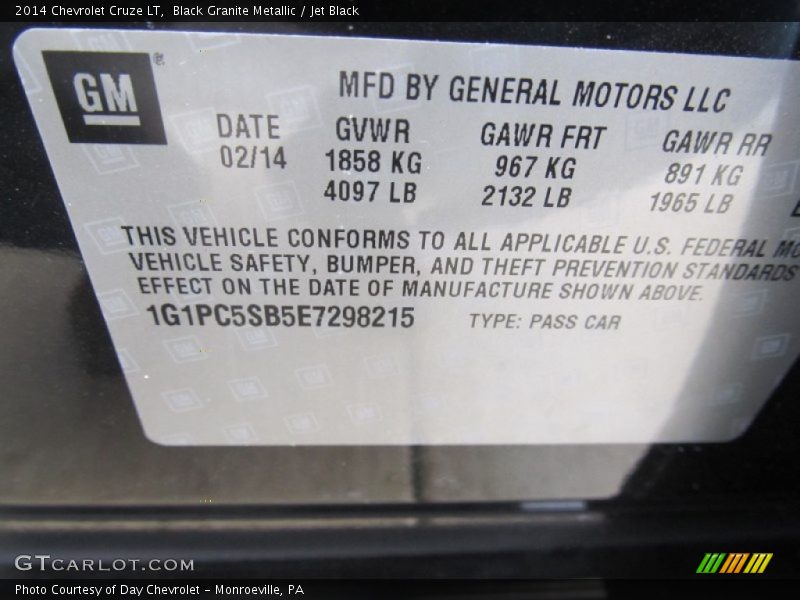 2014 Chevrolet Cruze LT, Black Granite Metallic / Jet Black
GM ®
MFD BY GENERAL MOTORS LLC
DATE GVWR GAWR FRT GAWR RR
02/14 1858 KG 967 KG 891 KG
4097 LB 2132 LB 1965 LB
THIS VEHICLE CONFORMS TO ALL APPLICABLE U.S. FEDERAL
VEHICLE SAFETY, BUMPER, AND THEFT PREVENTION STANDARDS
EFFECT ON THE DATE OF MANUFACTURE SHOWN ABOVE.
1G1PC5SB5E7298215 TYPE: PASS CAR
GTCARLOT.COM
Photo Courtesy of Day Chevrolet - Monroeville, PA